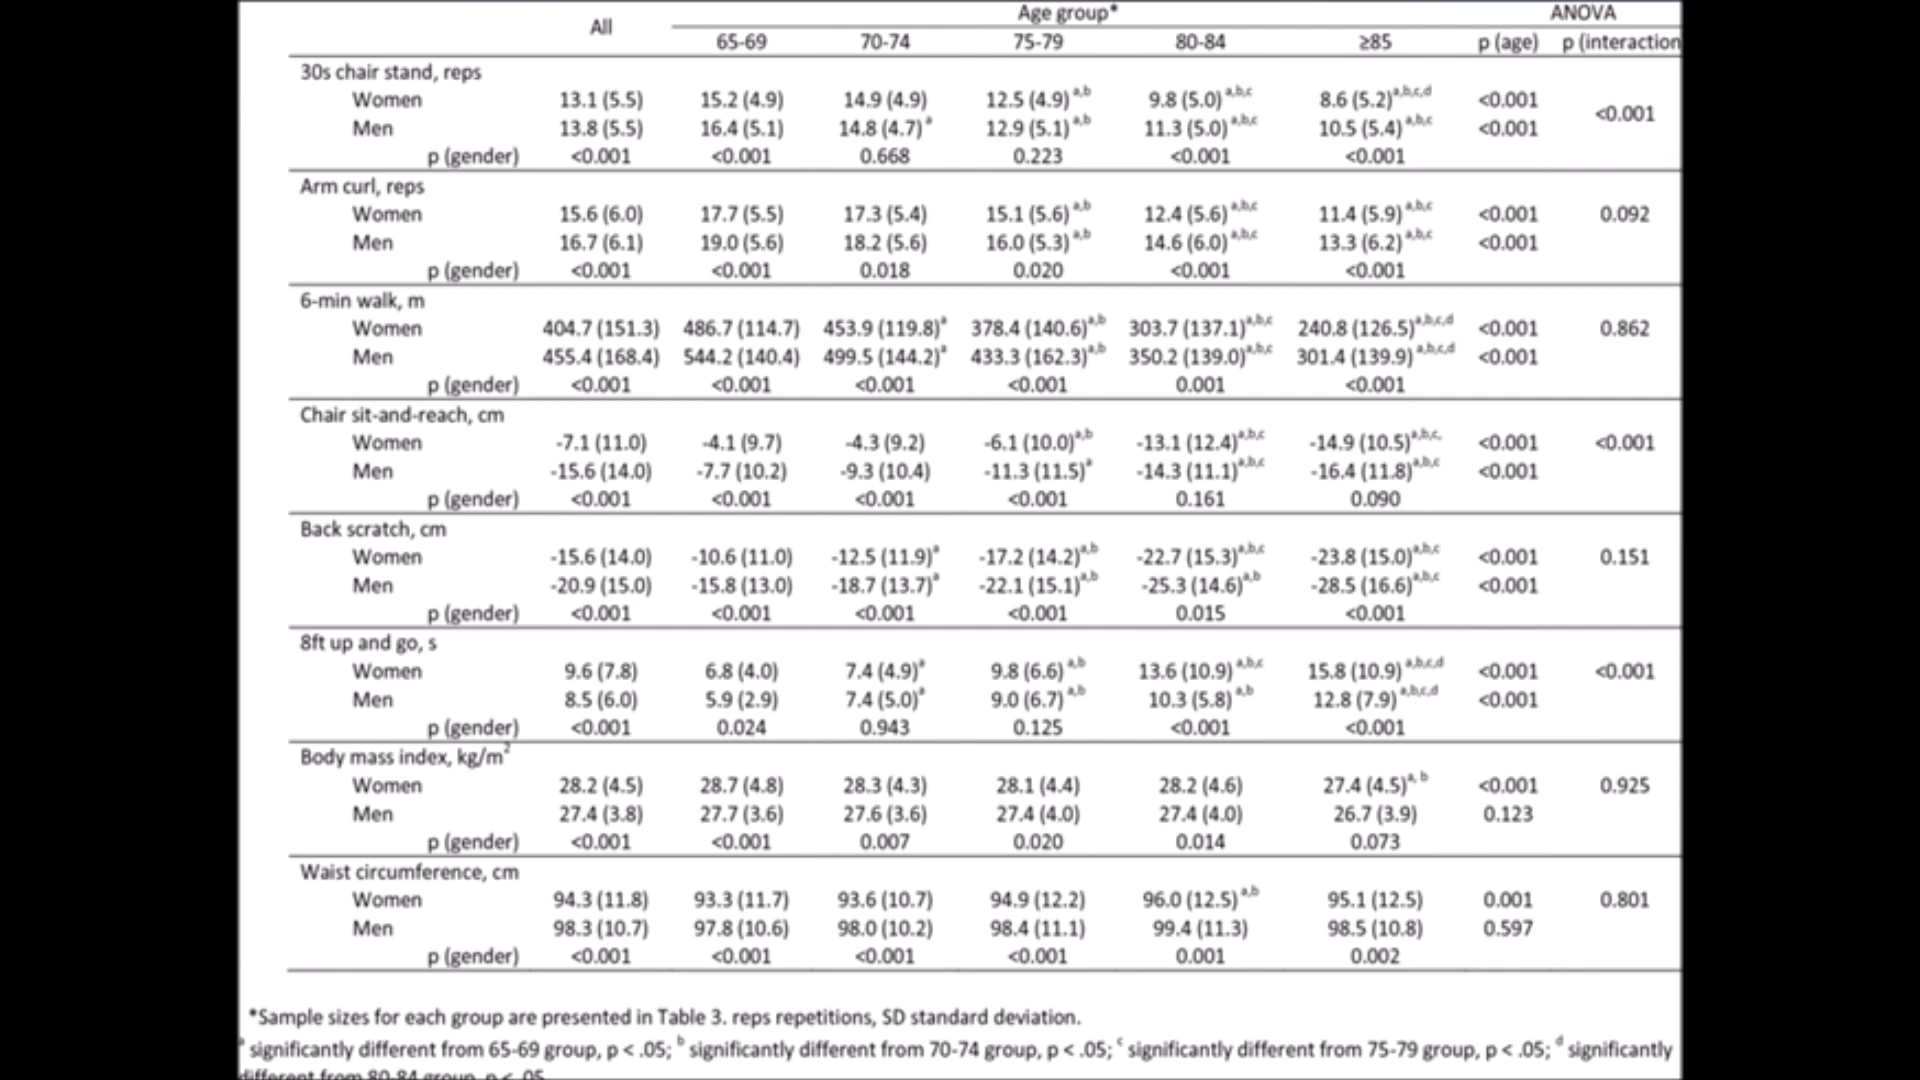 All Age group* ANOVA
65-69 70-74 75-79 80-84 ≥85 p (age) p (interaction
30s chair stand, reps
Women 13.1 (5.5) 15.2 (4.9) 14.9 (4.9) 12.5 (4.9) a,b 9.8 (5.0) a,b,c 8.6 (5.2) a,b,c,d <0.001 <0.001
Men 13.8 (5.5) 16.4 (5.1) 14.8 (4.7) a 12.9 (5.1) a,b 11.3 (5.0) a,b,c 10.5 (5.4) a,b,c <0.001
p (gender) <0.001 <0.001 0.668 0.223 <0.001 <0.001
Arm curl, reps
Women 15.6 (6.0) 17.7 (5.5) 17.3 (5.4) 15.1 (5.6) a,b 12.4 (5.6) a,b,c 11.4 (5.9) a,b,c <0.001 0.092
Men 16.7 (6.1) 19.0 (5.6) 18.2 (5.6) 16.0 (5.3) a,b 14.6 (6.0) a,b,c 13.3 (6.2) a,b,c <0.001
p (gender) <0.001 <0.001 0.018 0.020 <0.001 <0.001
6-min walk, m
Women 404.7 (151.3) 486.7 (114.7) 453.9 (119.8)a 378.4 (140.6)a,b 303.7 (137.1)a,b,c 240.8 (126.5)a,b,c,d <0.001 0.862
Men 455.4 (168.4) 544.2 (140.4) 499.5 (144.2)a 433.3 (162.3)a,b 350.2 (139.0)a,b,c 301.4 (139.9) a,b,c,d <0.001
p (gender) <0.001 <0.001 <0.001 <0.001 0.001 <0.001
Chair sit-and-reach, cm
Women -7.1 (11.0) -4.1 (9.7) -4.3 (9.2) -6.1 (10.0)a,b -13.1 (12.4)a,b,c -14.9 (10.5)a,b,c, <0.001 <0.001
Men -15.6 (14.0) -7.7 (10.2) -9.3 (10.4) -11.3 (11.5)a -14.3 (11.1)a,b,c -16.4 (11.8)a,b,c <0.001
p (gender) <0.001 <0.001 <0.001 <0.001 0.161 0.090
Back scratch, cm
Women -15.6 (14.0) -10.6 (11.0) -12.5 (11.9)a -17.2 (14.2)a,b -22.7 (15.3)a,b,c -23.8 (15.0)a,b,c <0.001 0.151
Men -20.9 (15.0) -15.8 (13.0) -18.7 (13.7)a -22.1 (15.1)a,b -25.3 (14.6)a,b -28.5 (16.6)a,b,c <0.001
p (gender) <0.001 <0.001 <0.001 <0.001 0.015 <0.001
8ft up and go, s
Women 9.6 (7.8) 6.8 (4.0) 7.4 (4.9)a 9.8 (6.6) a,b 13.6 (10.9) a,b,c 15.8 (10.9) a,b,c,d <0.001 <0.001
Men 8.5 (6.0) 5.9 (2.9) 7.4 (5.0)a 9.0 (6.7) a,b 10.3 (5.8) a,b 12.8 (7.9) a,b,c,d <0.001
p (gender) <0.001 0.024 0.943 0.125 <0.001 <0.001
Body mass index, kg/m2
Women 28.2 (4.5) 28.7 (4.8) 28.3 (4.3) 28.1 (4.4) 28.2 (4.6) 27.4 (4.5)a, b <0.001 0.925
Men 27.4 (3.8) 27.7 (3.6) 27.6 (3.6) 27.4 (4.0) 27.4 (4.0) 26.7 (3.9) 0.123
p (gender) <0.001 <0.001 0.007 0.020 0.014 0.073
Waist circumference, cm
Women 94.3 (11.8) 93.3 (11.7) 93.6 (10.7) 94.9 (12.2) 96.0 (12.5) a,b 95.1 (12.5) 0.001 0.801
Men 98.3 (10.7) 97.8 (10.6) 98.0 (10.2) 98.4 (11.1) 99.4 (11.3) 98.5 (10.8) 0.597
p (gender) <0.001 <0.001 <0.001 <0.001 0.001 0.002
*Sample sizes for each group are presented in Table 3. reps repetitions, SD standard deviation.
a significantly different from 65-69 group, p < .05; b significantly different from 70-74 group, p < .05; c significantly different from 75-79 group, p < .05; d significantly
different from 80-84 group, p < .05